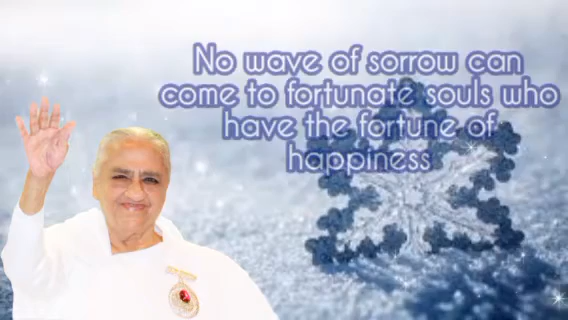 No wave of sorrow can
come to fortunate souls who
have the fortune of
happiness